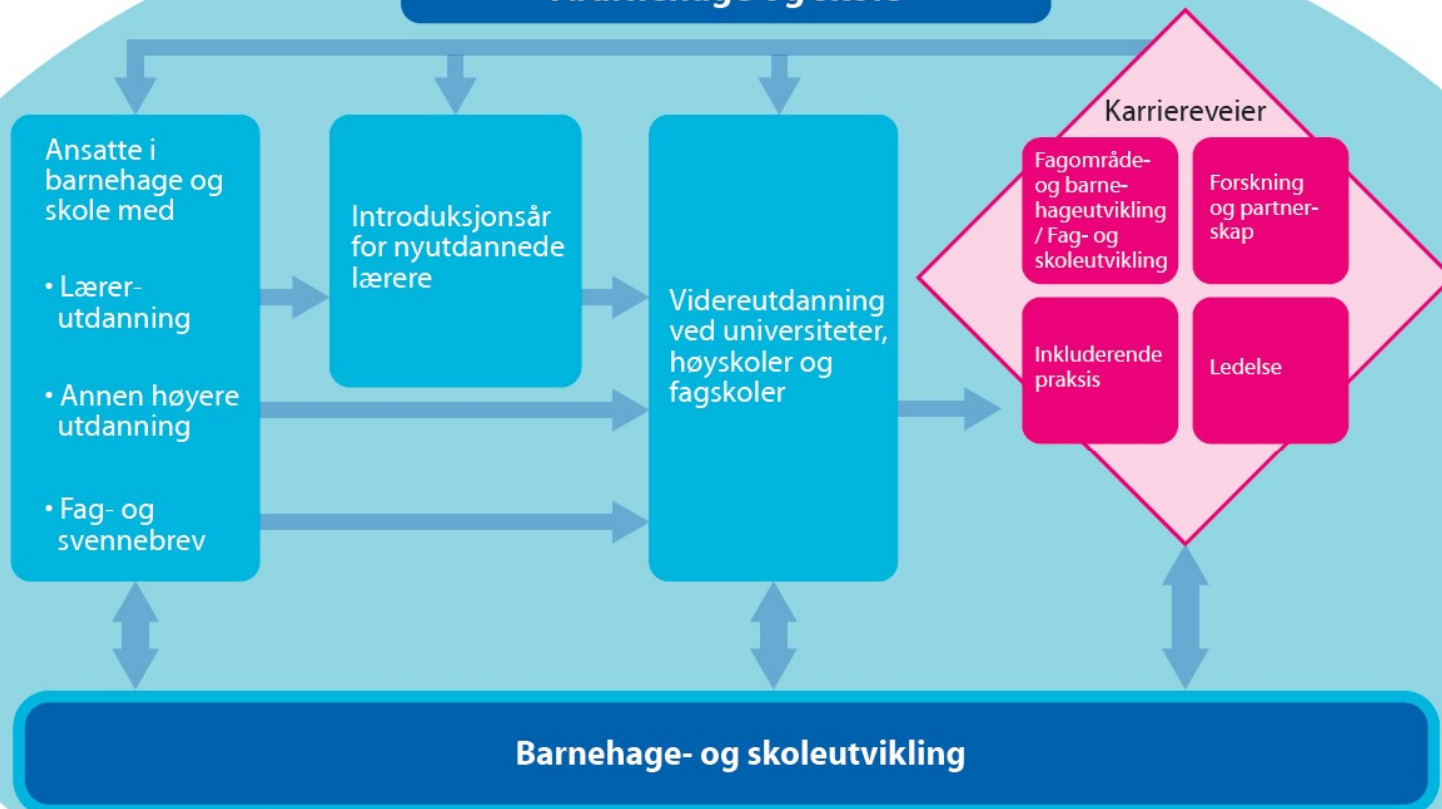 Ansatte i
barnehage og
skole med
• Lærer-
utdanning
• Annen høyere
utdanning
• Fag- og
svennebrev
Introduksjonsår
for nyutdannede
lærere
Videreutdanning
ved universiteter,
høyskoler og
fagskoler
Karriereveier
Fagområde-
og barne-
hageutvikling
/ Fag- og
skoleutvikling
Forskning
og partner-
skap
Inkluderende
praksis
Ledelse
Barnehage- og skoleutvikling